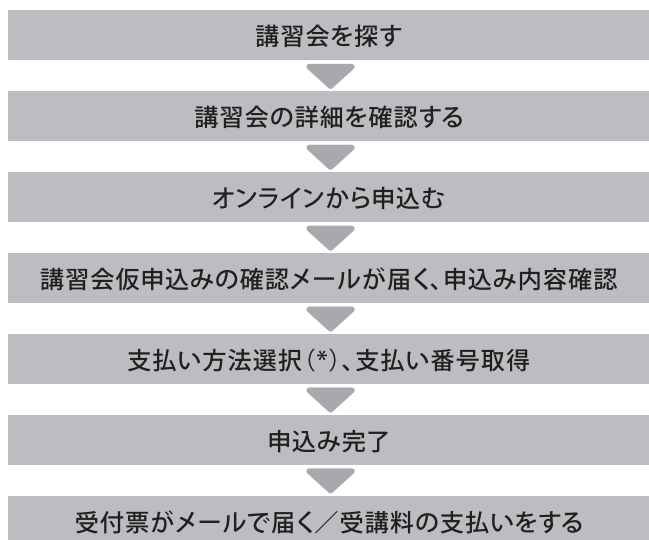 講習会を探す
講習会の詳細を確認する
オンラインから申込む
講習会仮申込みの確認メールが届く、申込み内容確認
支払い方法選択(*)、支払い番号取得
申込み完了
受付票がメールで届く／受講料の支払いをする